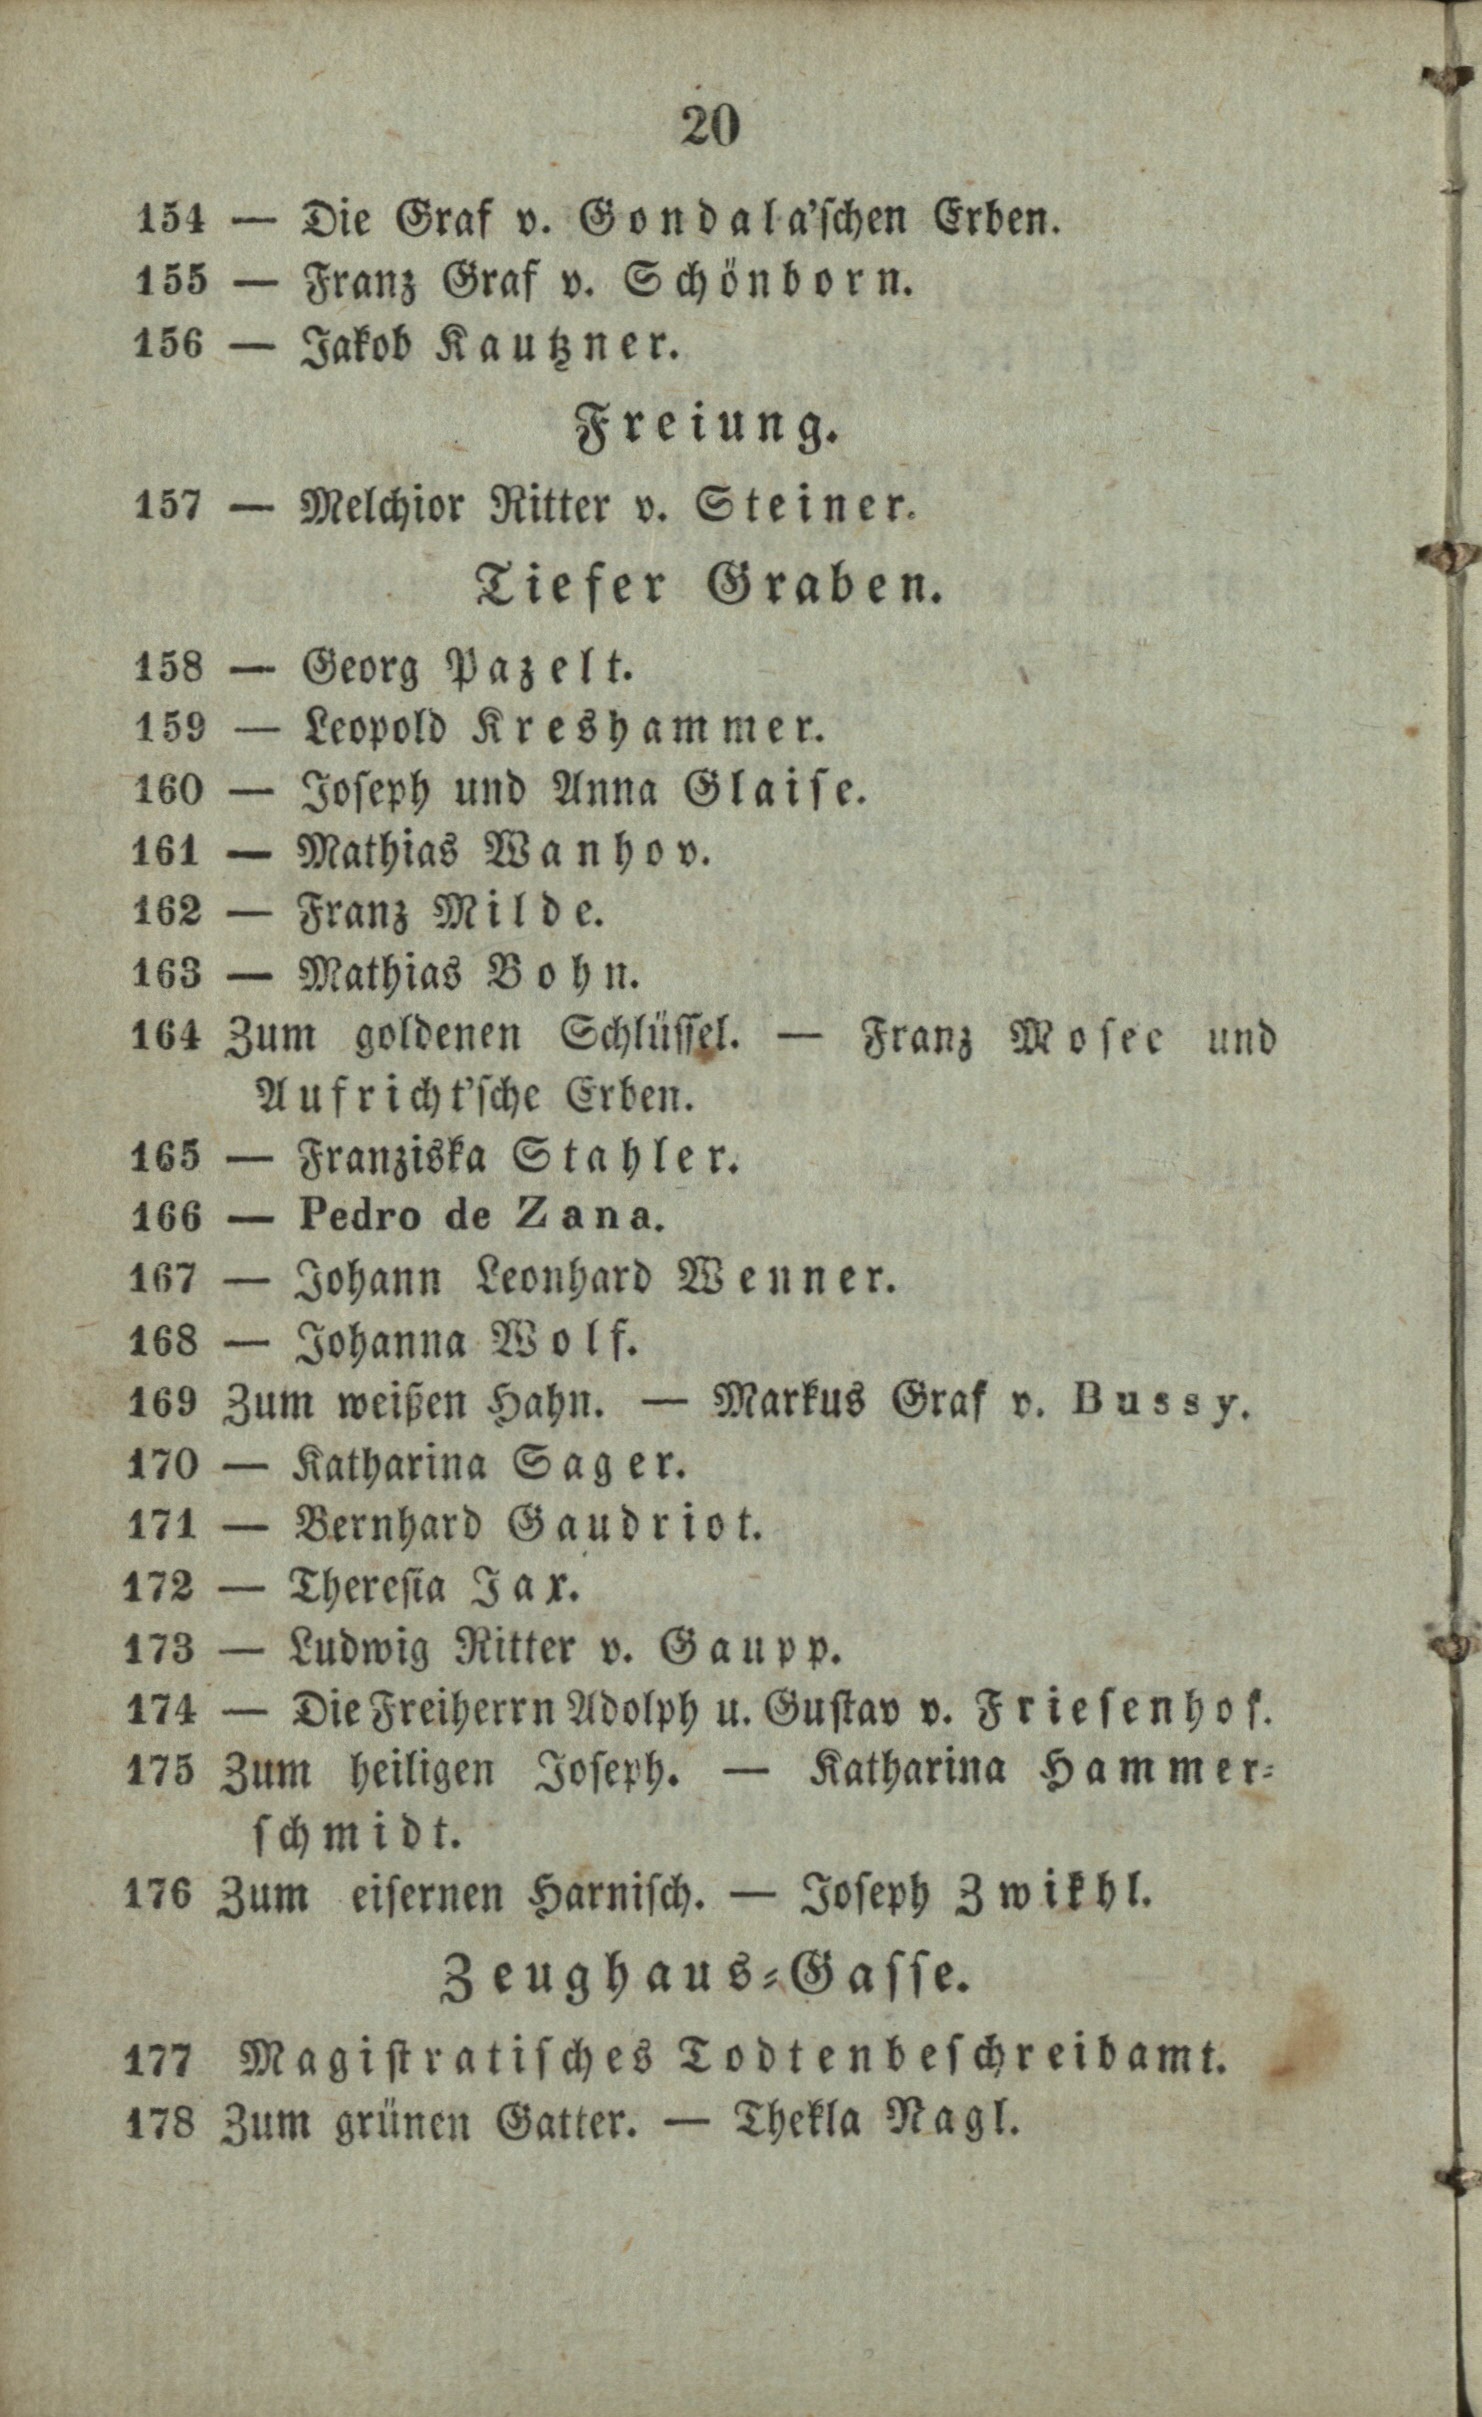 20
154 — Die Graf v. Gondala'schen Erben.
155 — Franz Graf v. Schönborn.
156 — Jakob Kautzner.
Freiung.
157 — Melchior Ritter v. Steiner.
Tiefer Graben.
158 — Georg Pazelt.
159 — Leopold Kreshammer.
160 — Joseph und Anna Glaise.
161 — Mathias Wanhov.
162 — Franz Milde.
163 — Mathias Bohn.
164 Zum goldenen Schlüssel. — Franz Mosee und
Aufricht'sche Erben.
165 — Franziska Stahler.
166 — Pedro de Zana.
167 — Johann Leonhard Wenner.
168 — Johanna Wolf.
169 Zum weißen Hahn. — Markus Graf v. Bussy.
170 — Katharina Sager.
171 — Bernhard Gaudriot.
172 — Theresia Jax.
173 — Ludwig Ritter v. Gaupp.
174 — Die Freiherrn Adolph u. Gustav v. Friesenhof.
175 Zum heiligen Joseph. — Katharina Hammer-
schmidt.
176 Zum eisernen Harnisch. — Joseph Zwikhl.
Zeughaus-Gasse.
177 Magistratisches Todtenbeschreibamt.
178 Zum grünen Gatter. — Thekla Nagl.